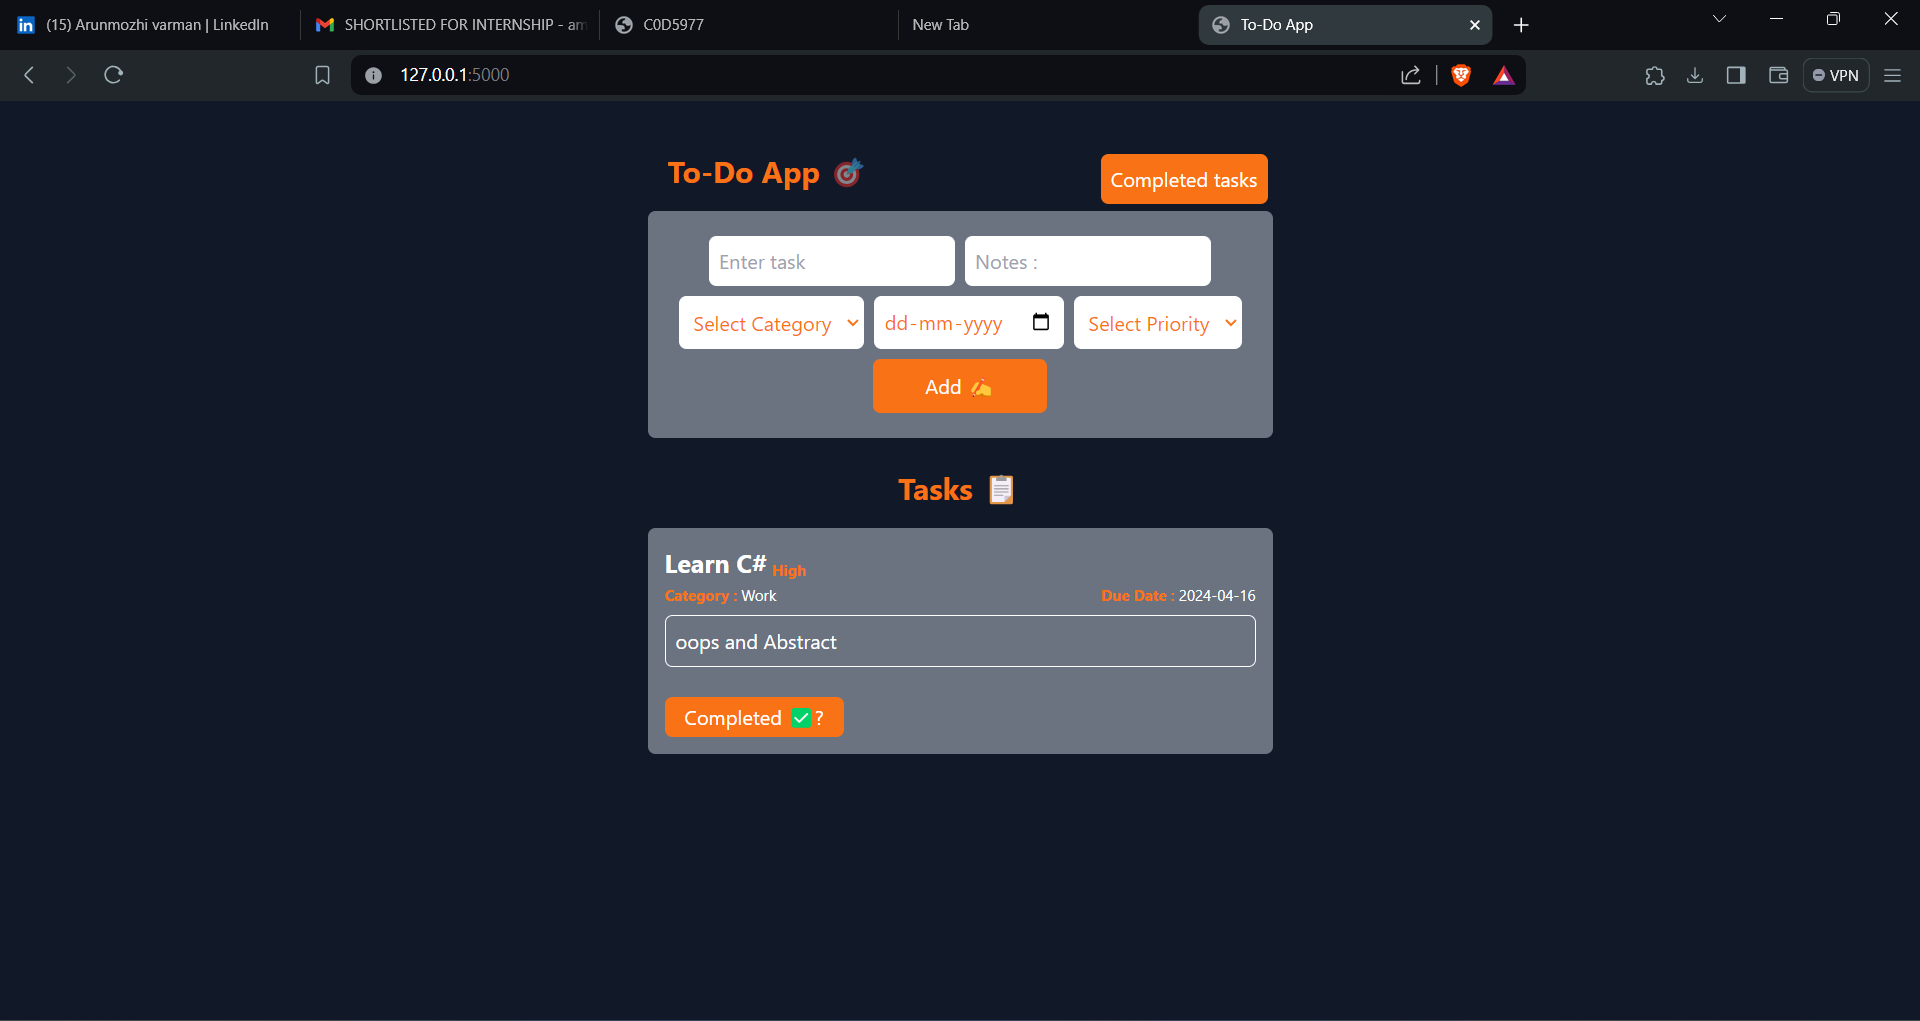 (15) Arunmozhi varman | LinkedIn
SHORTLISTED FOR INTERNSHIP - am
C0D5977
New Tab
To-Do App
127.0.0.1:5000
VPN
To-Do App 🎯
Completed tasks
Enter task
Notes :
Select Category
dd-mm-yyyy
Select Priority
Add ✍
Tasks 📋
Learn C# High
Category : Work
Due Date : 2024-04-16
oops and Abstract
Completed ✅ ?